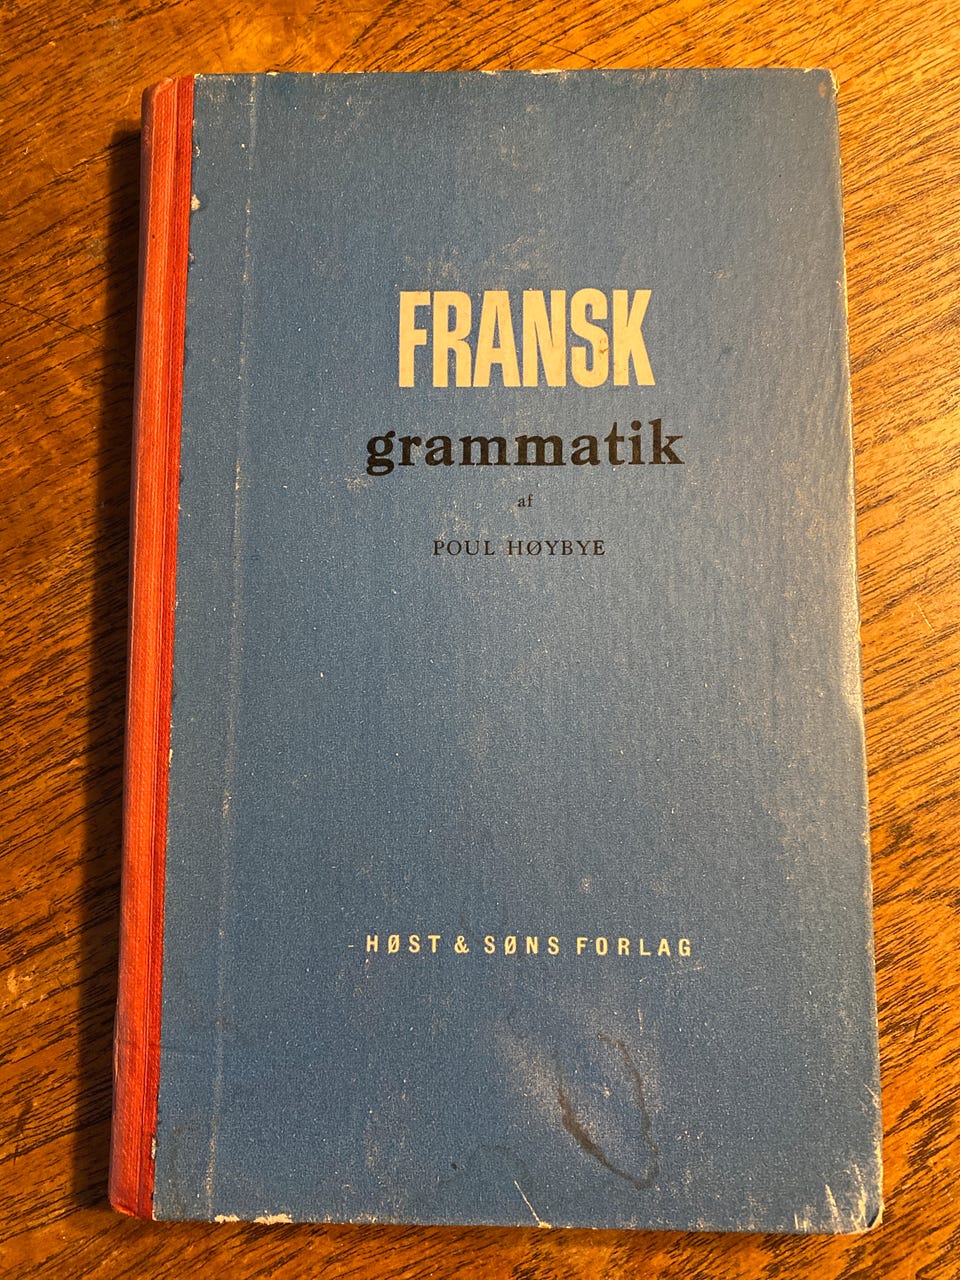 FRANSK
grammatik
af
POUL HØYBYE
HØST & SØNS FORLAG